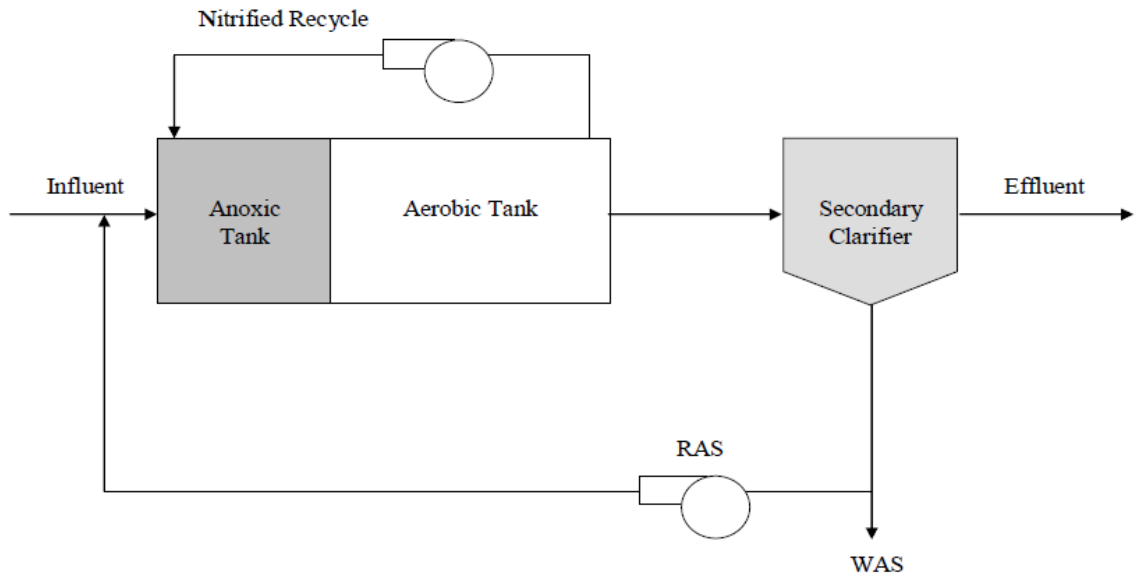 Nitrified Recycle
Influent
Anoxic
Tank
Aerobic Tank
Secondary
Clarifier
Effluent
RAS
WAS